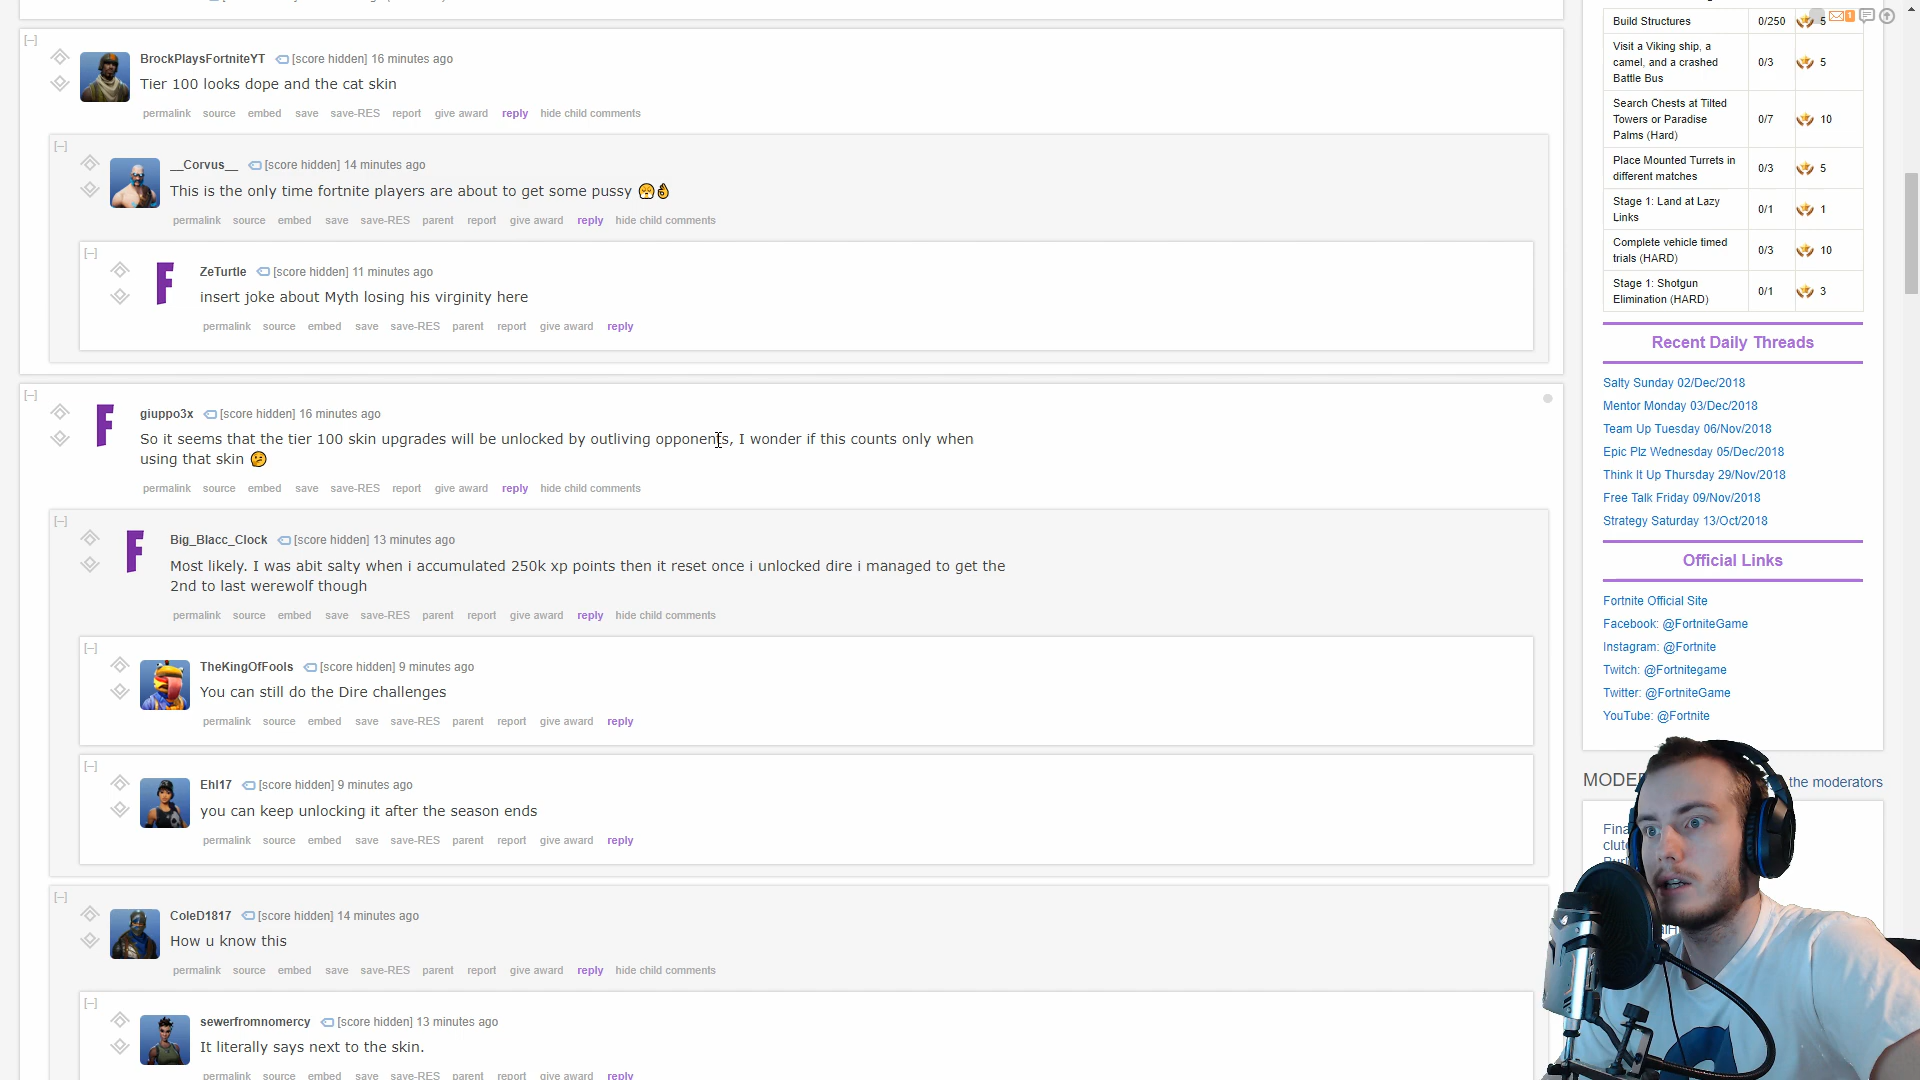 [–]
BrockPlaysFortniteYT [score hidden] 16 minutes ago
Tier 100 looks dope and the cat skin
permalink source embed save save-RES report give award reply hide child comments
[–]
__Corvus__ [score hidden] 14 minutes ago
This is the only time fortnite players are about to get some pussy 😤👌
permalink source embed save save-RES parent report give award reply hide child comments
[–]
F
ZeTurtle [score hidden] 11 minutes ago
insert joke about Myth losing his virginity here
permalink source embed save save-RES parent report give award reply
[–]
F
giuppo3x [score hidden] 16 minutes ago
So it seems that the tier 100 skin upgrades will be unlocked by outliving opponents, I wonder if this counts only when
using that skin 🤔
permalink source embed save save-RES report give award reply hide child comments
[–]
F
Big_Blacc_Clock [score hidden] 13 minutes ago
Most likely. I was abit salty when i accumulated 250k xp points then it reset once i unlocked dire i managed to get the
2nd to last werewolf though
permalink source embed save save-RES parent report give award reply hide child comments
[–]
TheKingOfFools [score hidden] 9 minutes ago
You can still do the Dire challenges
permalink source embed save save-RES parent report give award reply
[–]
Ehl17 [score hidden] 9 minutes ago
you can keep unlocking it after the season ends
permalink source embed save save-RES parent report give award reply
[–]
ColeD1817 [score hidden] 14 minutes ago
How u know this
permalink source embed save save-RES parent report give award reply hide child comments
[–]
sewerfromnomercy [score hidden] 13 minutes ago
It literally says next to the skin.
permalink source embed save save-RES parent report give award reply
1
Build Structures 0/250 5
Visit a Viking ship, a
camel, and a crashed 0/3 5
Battle Bus
Search Chests at Tilted
Towers or Paradise 0/7 10
Palms (Hard)
Place Mounted Turrets in 0/3 5
different matches
Stage 1: Land at Lazy 0/1 1
Links
Complete vehicle timed 0/3 10
trials (HARD)
Stage 1: Shotgun 0/1 3
Elimination (HARD)
Recent Daily Threads
Salty Sunday 02/Dec/2018
Mentor Monday 03/Dec/2018
Team Up Tuesday 06/Nov/2018
Epic Plz Wednesday 05/Dec/2018
Think It Up Thursday 29/Nov/2018
Free Talk Friday 09/Nov/2018
Strategy Saturday 13/Oct/2018
Official Links
Fortnite Official Site
Facebook: @FortniteGame
Instagram: @Fortnite
Twitch: @Fortnitegame
Twitter: @FortniteGame
YouTube: @Fortnite
MODE the moderators
Fina
clut